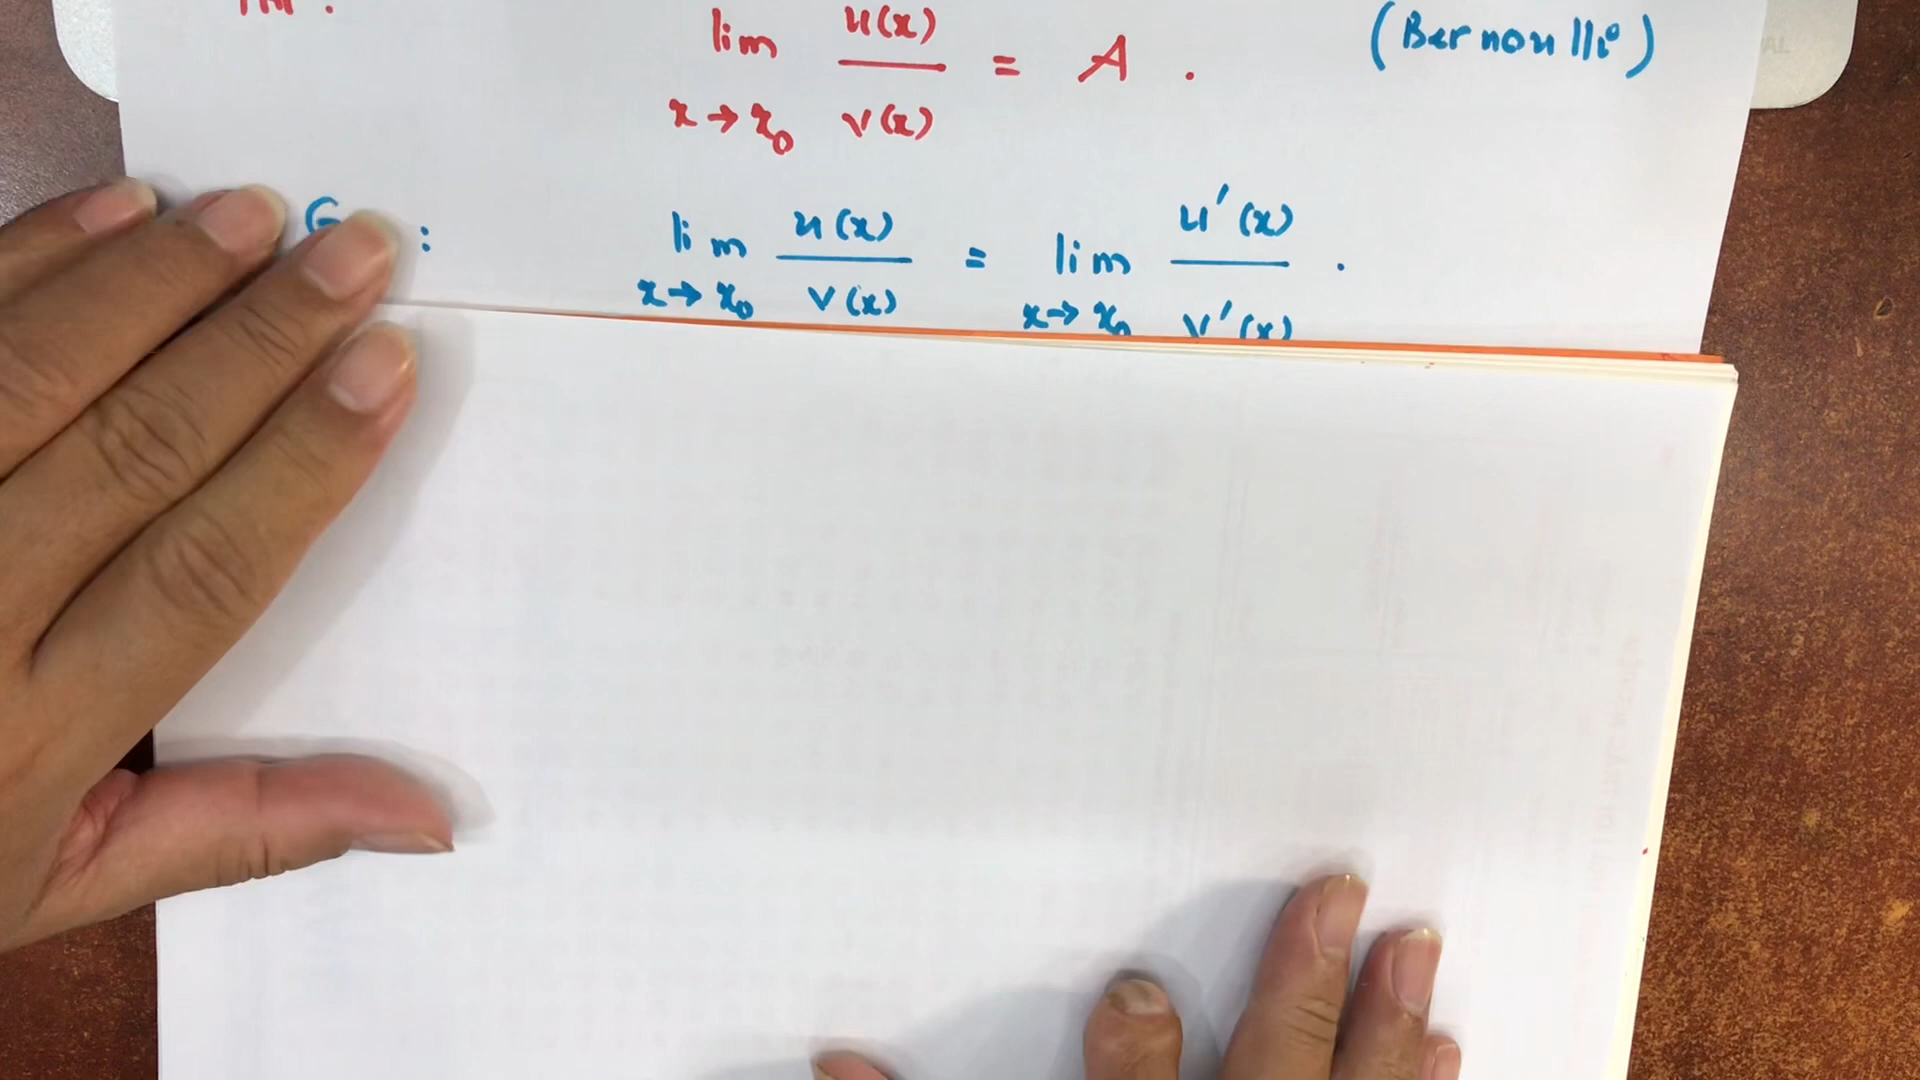 lim u(x)/v(x) = A . (Bernoulli)
x → x₀
: lim u(x)/v(x) = lim u'(x)/v'(x) .
x → x₀ x → x₀